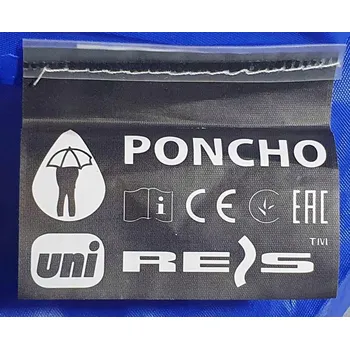 PONCHO
i CE EAC
uni REIS
TM